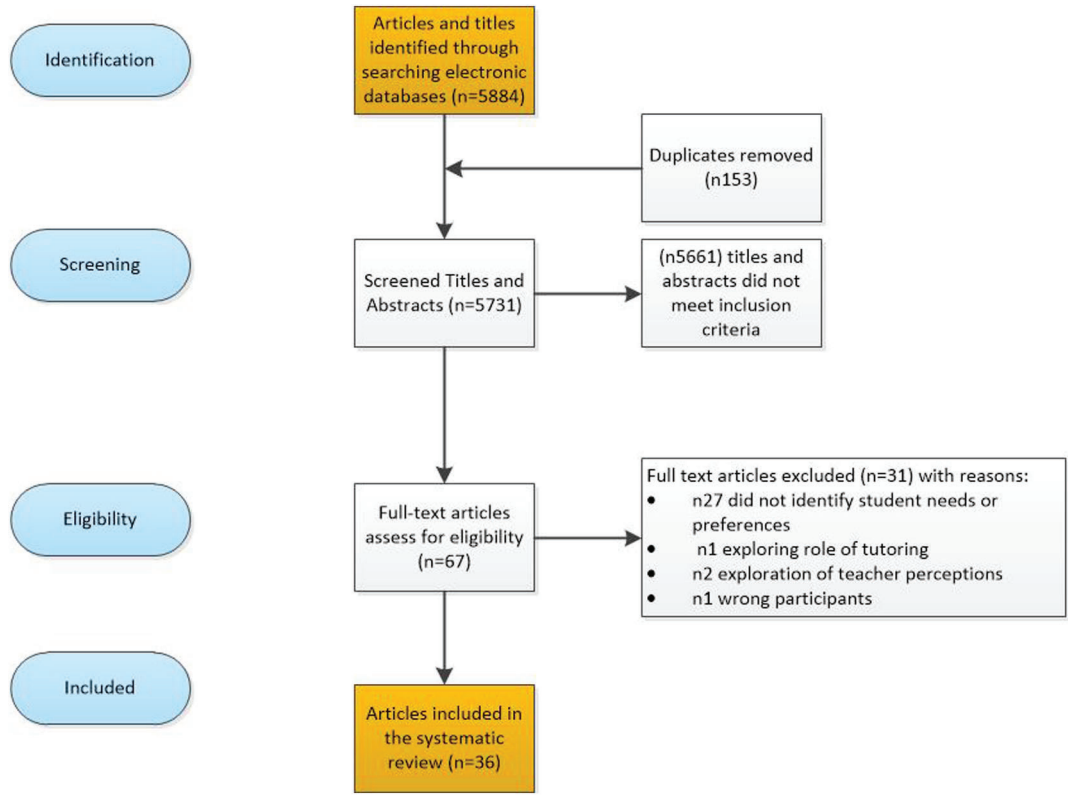 Identification
Articles and titles
identified through
searching electronic
databases (n=5884)
Duplicates removed
(n153)
Screening
Screened Titles and
Abstracts (n=5731)
(n5661) titles and
abstracts did not
meet inclusion
criteria
Eligibility
Full-text articles
assess for eligibility
(n=67)
Full text articles excluded (n=31) with reasons:
• n27 did not identify student needs or
preferences
• n1 exploring role of tutoring
• n2 exploration of teacher perceptions
• n1 wrong participants
Included
Articles included in
the systematic
review (n=36)